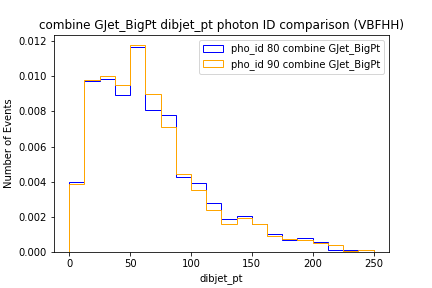 combine GJet_BigPt dibjet_pt photon ID comparison (VBFHH)
pho_id 80 combine GJet_BigPt
pho_id 90 combine GJet_BigPt
Number of Events
0.012
0.010
0.008
0.006
0.004
0.002
0.000
0 50 100 150 200 250
dibjet_pt